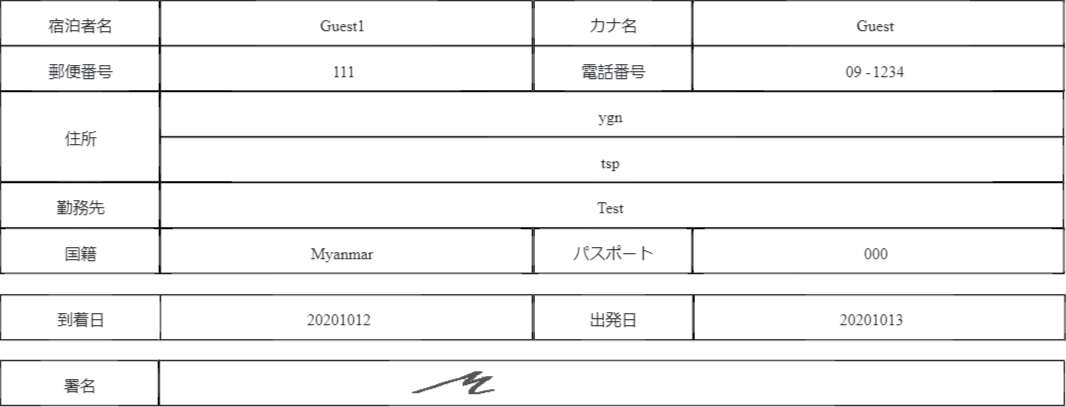 宿泊者名 Guest1 カナ名 Guest
郵便番号 111 電話番号 09 - 1234
住所 ygn
tsp
勤務先 Test
国籍 Myanmar パスポート 000
到着日 20201012 出発日 20201013
署名